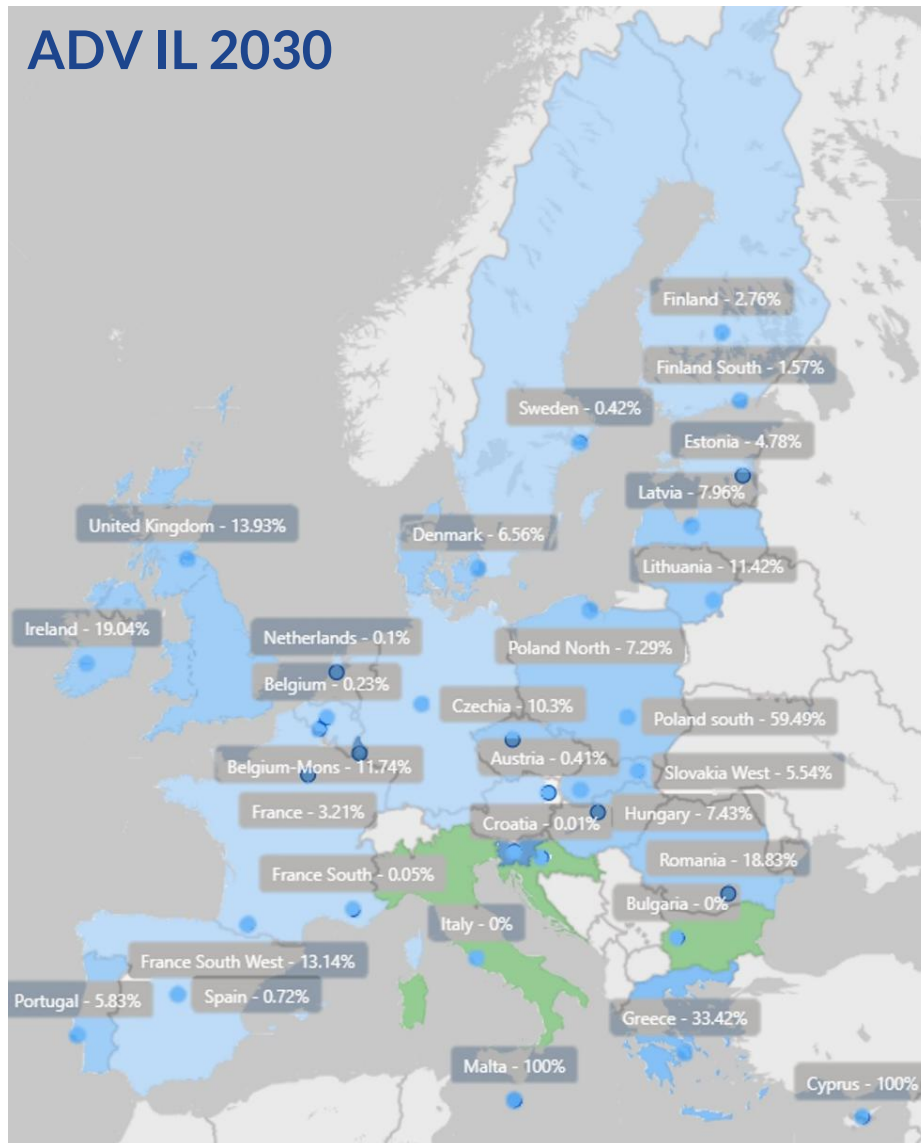 ADV IL 2030
Finland - 2.76%
Finland South - 1.57%
Sweden - 0.42%
Estonia - 4.78%
Latvia - 7.96%
United Kingdom - 13.93%
Denmark - 6.56%
Lithuania - 11.42%
Ireland - 19.04%
Netherlands - 0.1%
Poland North - 7.29%
Belgium - 0.23%
Czechia - 10.3%
Poland south - 59.49%
Austria - 0.41%
Belgium-Mons - 11.74%
Slovakia West - 5.54%
France - 3.21%
Croatia - 0.01%
Hungary - 7.43%
Romania - 18.83%
France South - 0.05%
Bulgaria - 0%
Italy - 0%
France South West - 13.14%
Portugal - 5.83%
Spain - 0.72%
Greece - 33.42%
Malta - 100%
Cyprus - 100%